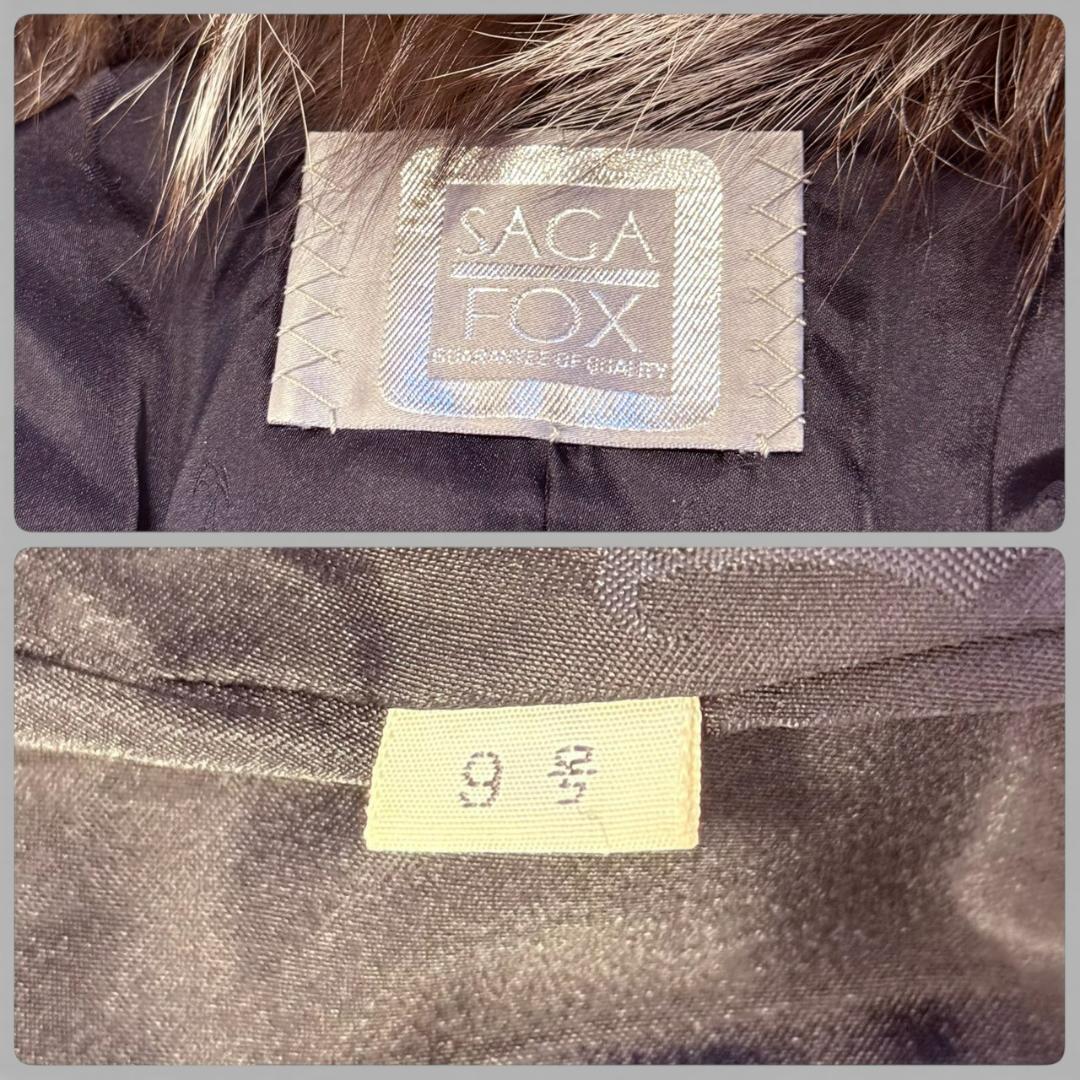 SAGA
FOX
GUARANTEE OF QUALITY
9 号